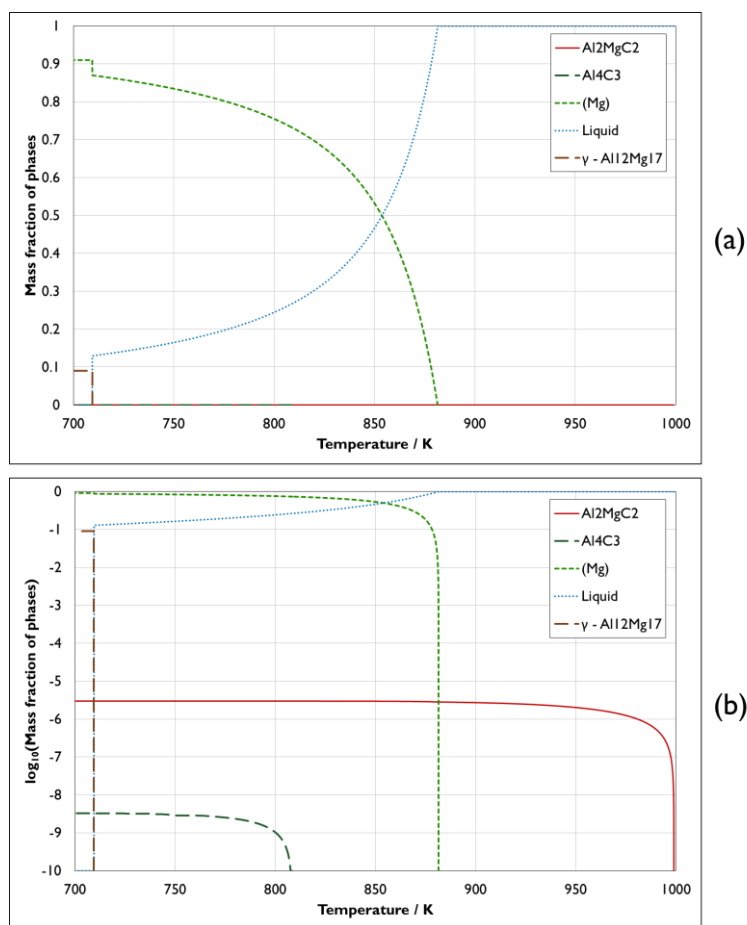 1
0.9
0.8
0.7
0.6
0.5
0.4
0.3
0.2
0.1
0
Mass fraction of phases
700
750
800
850
900
950
1000
Temperature / K
Al2MgC2
Al4C3
(Mg)
Liquid
γ - Al12Mg17
(a)
0
-1
-2
-3
-4
-5
-6
-7
-8
-9
-10
log₁₀(Mass fraction of phases)
700
750
800
850
900
950
1000
Temperature / K
Al2MgC2
Al4C3
(Mg)
Liquid
γ - Al12Mg17
(b)